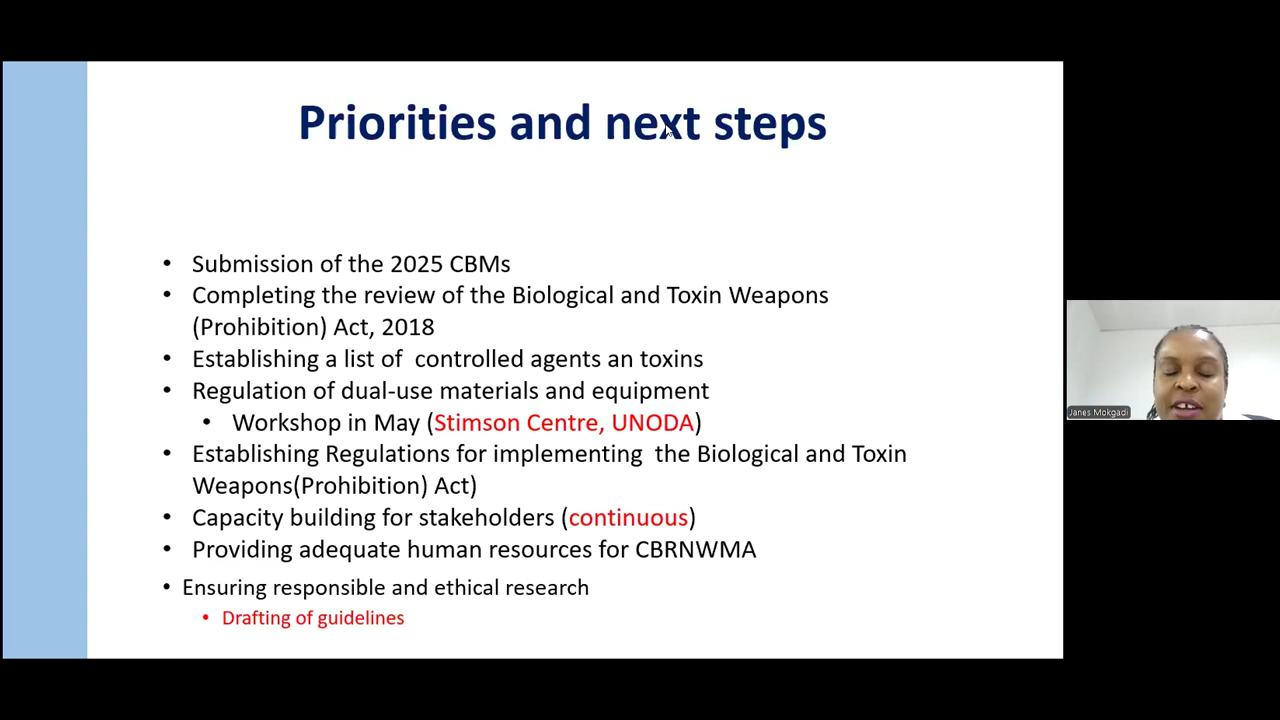 Priorities and next steps
• Submission of the 2025 CBMs
• Completing the review of the Biological and Toxin Weapons
(Prohibition) Act, 2018
• Establishing a list of  controlled agents an toxins
• Regulation of dual-use materials and equipment
• Workshop in May (Stimson Centre, UNODA)
• Establishing Regulations for implementing  the Biological and Toxin
Weapons(Prohibition) Act)
• Capacity building for stakeholders (continuous)
• Providing adequate human resources for CBRNWMA
• Ensuring responsible and ethical research
• Drafting of guidelines
Janes Mokgadi